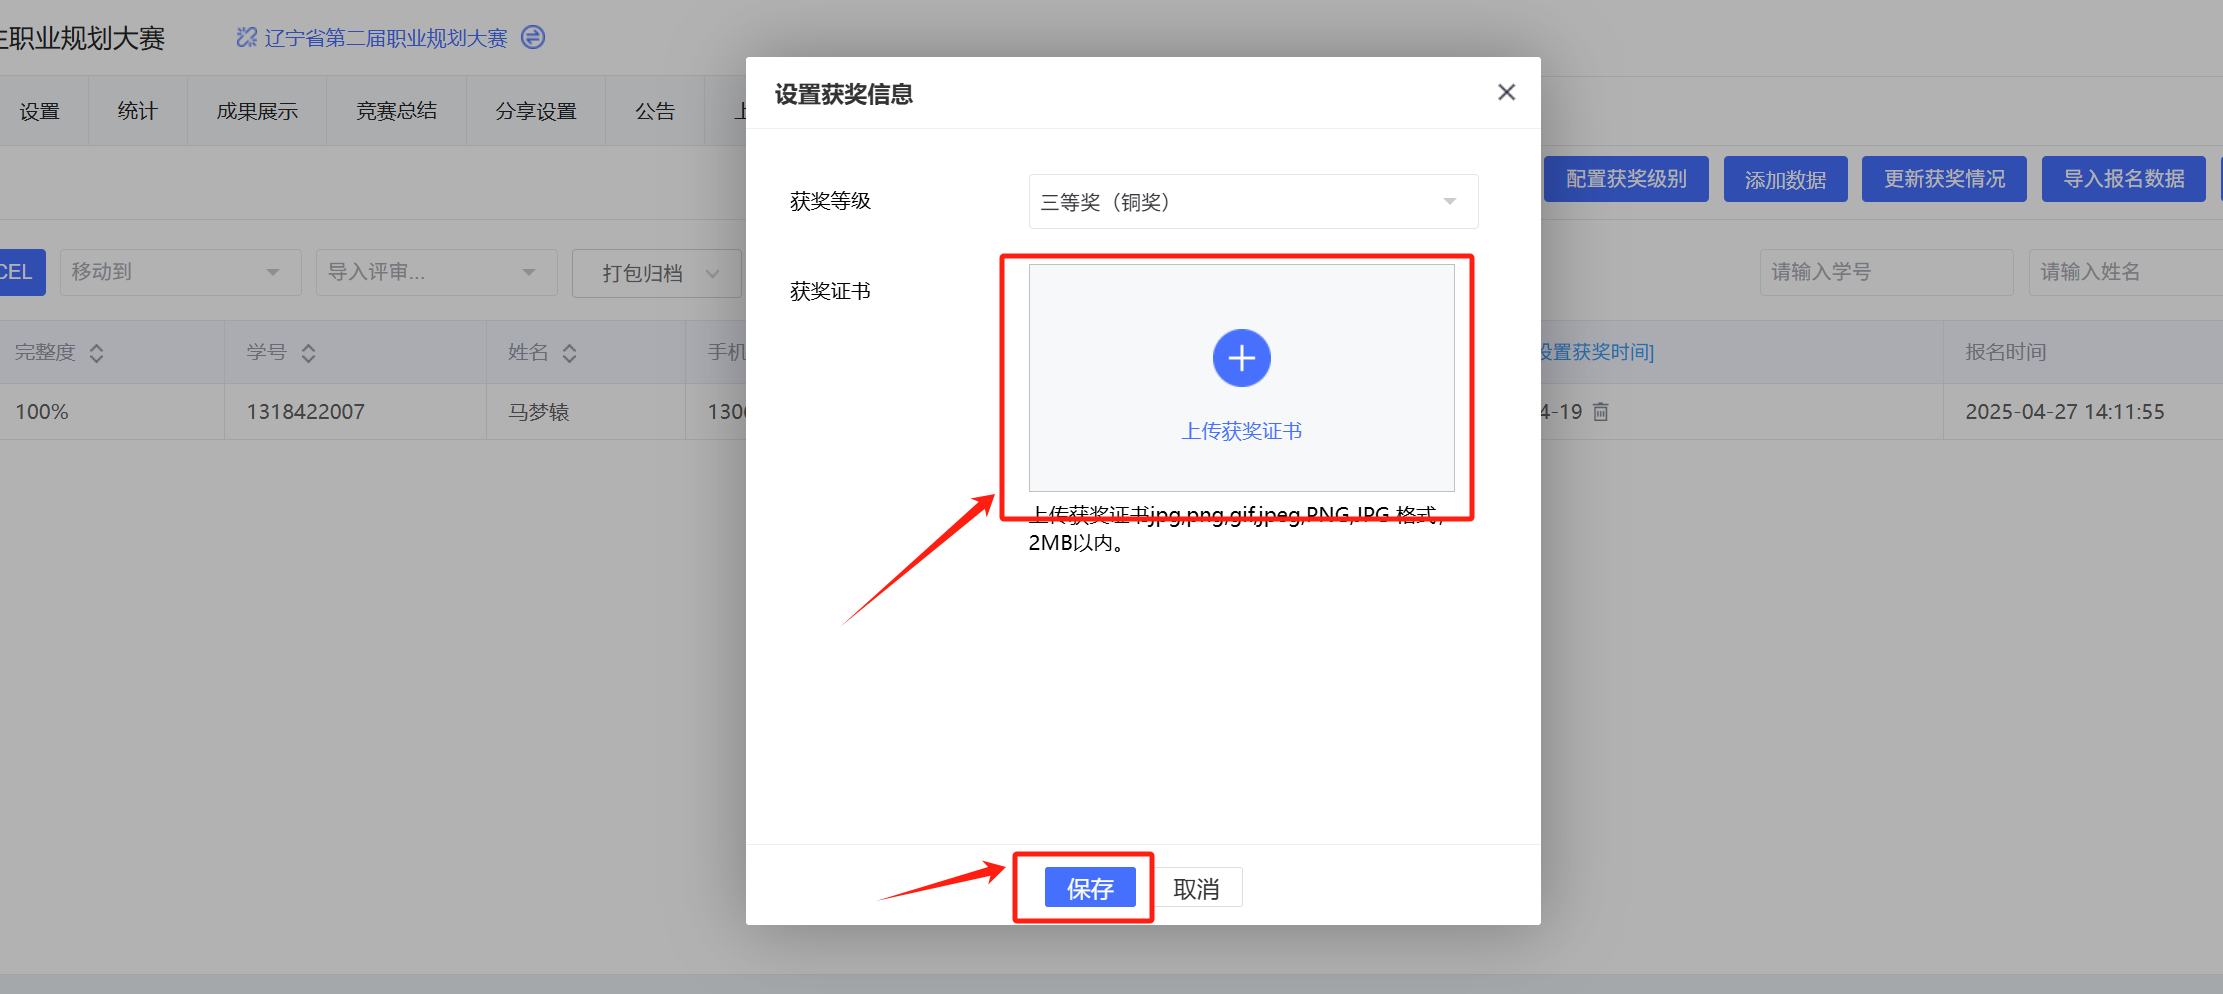 职业规划大赛
辽宁省第二届职业规划大赛
设置
统计
成果展示
竞赛总结
分享设置
公告
配置获奖级别
添加数据
更新获奖情况
导入报名数据
CEL
移动到
导入评审...
打包归档
请输入学号
请输入姓名
完整度
学号
姓名
手机
设置获奖时间]
报名时间
100%
1318422007
马梦辕
130
4-19
2025-04-27 14:11:55
设置获奖信息
获奖等级
三等奖（铜奖）
获奖证书
上传获奖证书
上传获奖证书jpg,png,gif,jpeg,PNG,JPG 格式,
2MB以内。
保存
取消